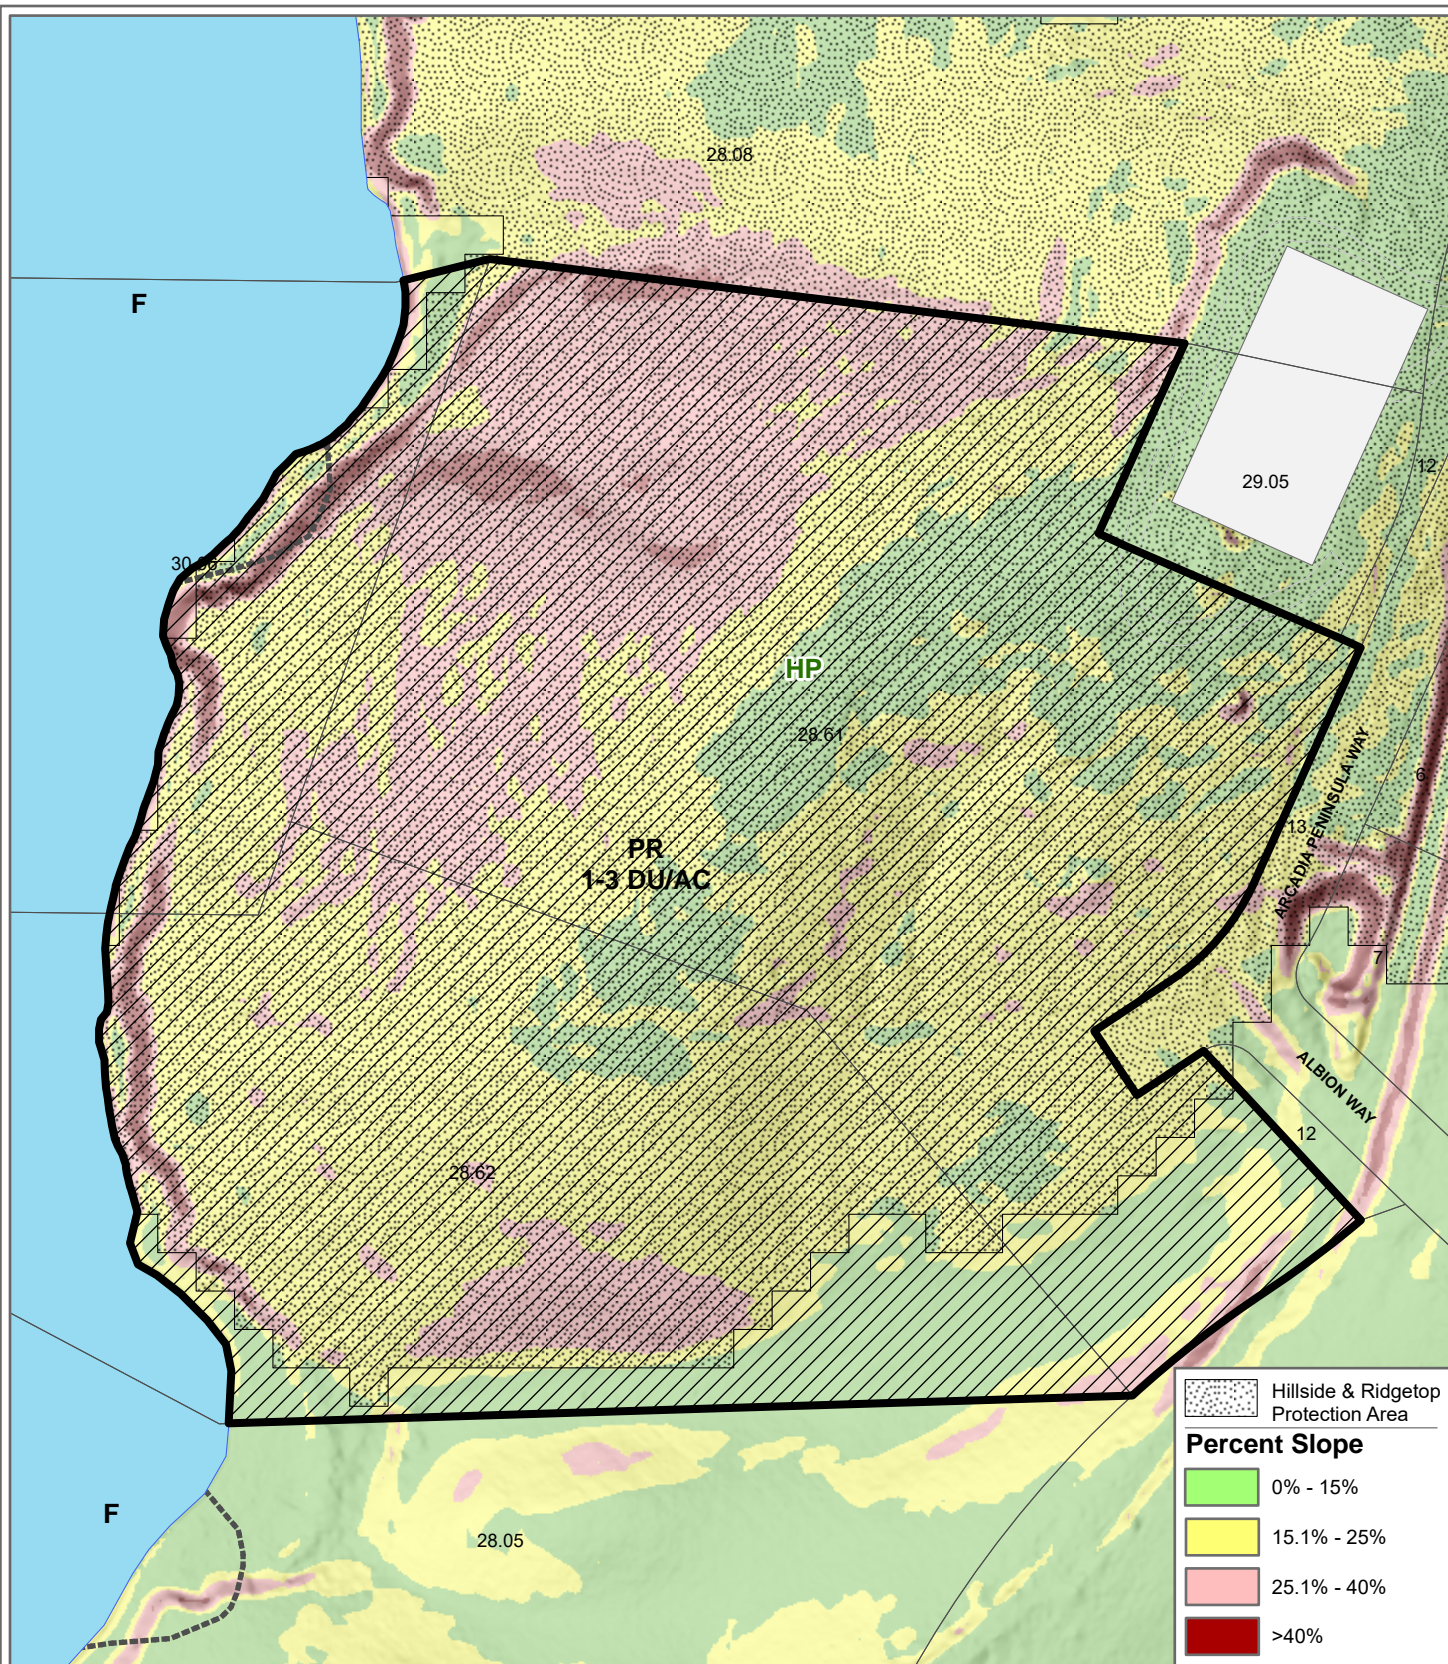 28.08
F
12
29.05
HP
28.61
ARCADIA PENINSULA WAY
6
13
PR
1-3 DU/AC
7
ALBION WAY
12
28.62
Hillside & Ridgetop
Protection Area
Percent Slope
0% - 15%
15.1% - 25%
25.1% - 40%
>40%
F
28.05